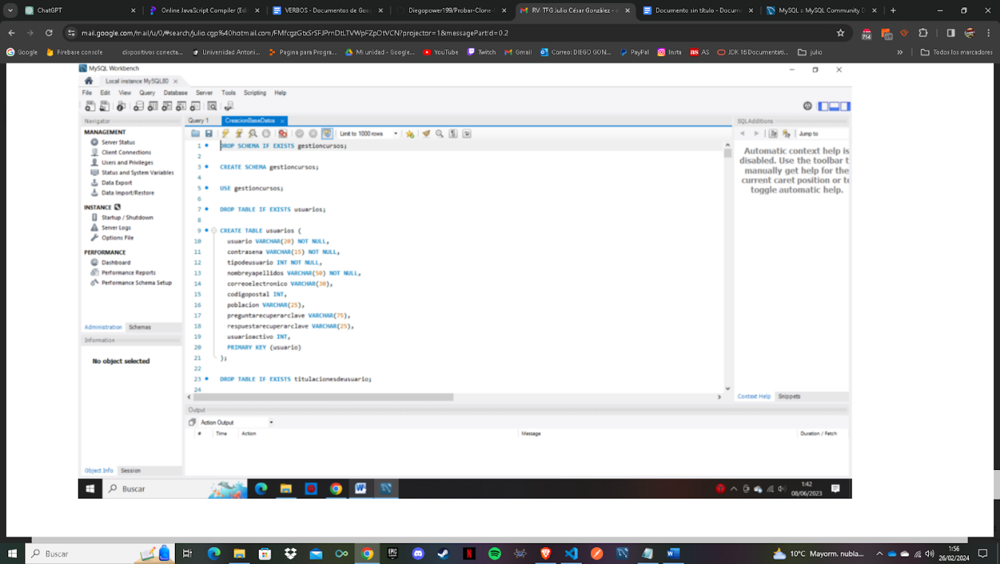 ChatGPT
Online JavaScript Compiler (Edi
VERBOS - Documentos de Goo
Diegopower199/Probar-Clone-
RV: TFG Julio César González - d
Documento sin título - Docum
MySQL :: MySQL Community D
mail.google.com/mail/u/0/#search/julio.cgp%40hotmail.com/FMfcgzGtxSrSFJPrnDtLTVWpFZpDtVCN?projector=1&messagePartId=0.2
714
Google
Firebase console
dispositivos conecta...
Universidad Antoni...
Pagina para Progra...
Mi unidad - Google...
YouTube
Twitch
Gmail
Correo: DIEGO GON...
PayPal
Insta
AS
JDK 16 Documentati...
julio
Todos los marcadores
MySQL Workbench
Local instance MySQL80
File Edit View Query Database Server Tools Scripting Help
Navigator
MANAGEMENT
Server Status
Client Connections
Users and Privileges
Status and System Variables
Data Export
Data Import/Restore
INSTANCE
Startup / Shutdown
Server Logs
Options File
PERFORMANCE
Dashboard
Performance Reports
Performance Schema Setup
Administration Schemas
Information
No object selected
Object Info Session
Query 1 CreacionBaseDatos
Limit to 1000 rows
1 DROP SCHEMA IF EXISTS gestioncursos;
2
3 CREATE SCHEMA gestioncursos;
4
5 USE gestioncursos;
6
7 DROP TABLE IF EXISTS usuarios;
8
9 CREATE TABLE usuarios (
10 usuario VARCHAR(20) NOT NULL,
11 contrasena VARCHAR(15) NOT NULL,
12 tipodeusuario INT NOT NULL,
13 nombreyapellidos VARCHAR(50) NOT NULL,
14 correoelectronico VARCHAR(30),
15 codigopostal INT,
16 poblacion VARCHAR(25),
17 preguntarecuperarclave VARCHAR(75),
18 respuestarecuperarclave VARCHAR(25),
19 usuarioactivo INT,
20 PRIMARY KEY (usuario)
21 );
22
23 DROP TABLE IF EXISTS titulacionesdeusuario;
24
SQLAdditions
Jump to
Automatic context help is
disabled. Use the toolbar t
manually get help for the
current caret position or to
toggle automatic help.
Context Help Snippets
Output
Action Output
# Time Action Message Duration / Fetch
Buscar
1:42
08/06/2023
Buscar
10°C Mayorm. nubla...
1:56
26/02/2024